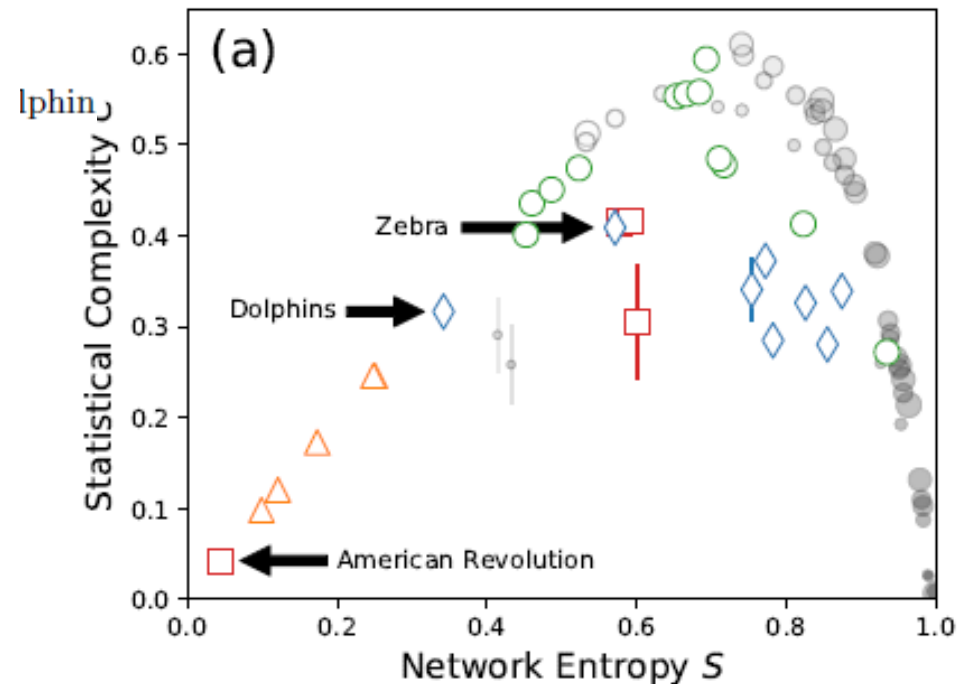 (a)
lphin
Statistical Complexity
0.6
0.5
0.4
0.3
0.2
0.1
0.0
Zebra
Dolphins
American Revolution
0.0 0.2 0.4 0.6 0.8 1.0
Network Entropy S